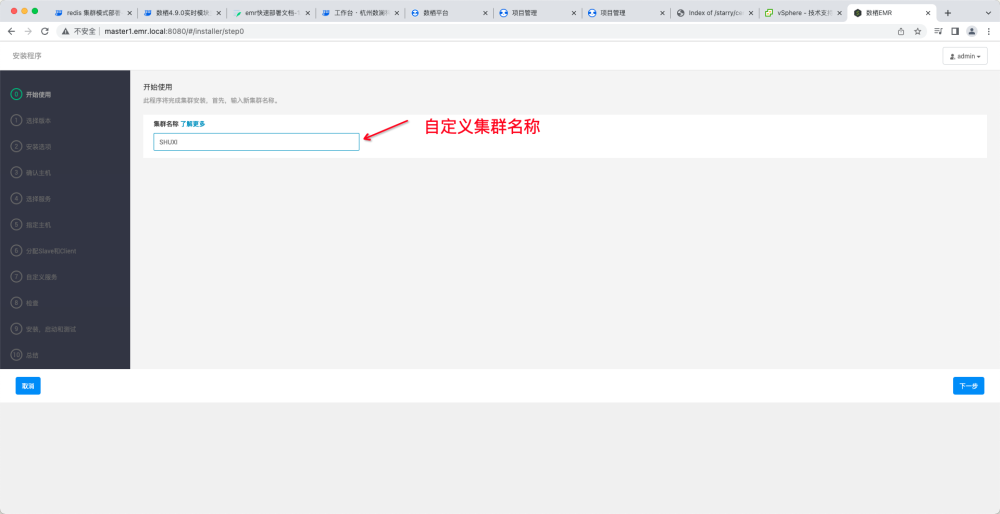 redis 集群模式部署
数栖4.9.0实时模块
emr快速部署文档
工作台 - 杭州数澜科
数栖平台
项目管理
项目管理
Index of /starry/ce
vSphere - 技术支持
数栖EMR
不安全 | master1.emr.local:8080/#/installer/step0
安装程序
admin
0 开始使用
1 选择版本
2 安装选项
3 确认主机
4 选择服务
5 指定主机
6 分配Slave和Client
7 自定义服务
8 检查
9 安装、启动和测试
10 总结
开始使用
此程序将完成集群安装，首先，输入新集群名称。
集群名称 了解更多
SHUXI
自定义集群名称
取消
下一步